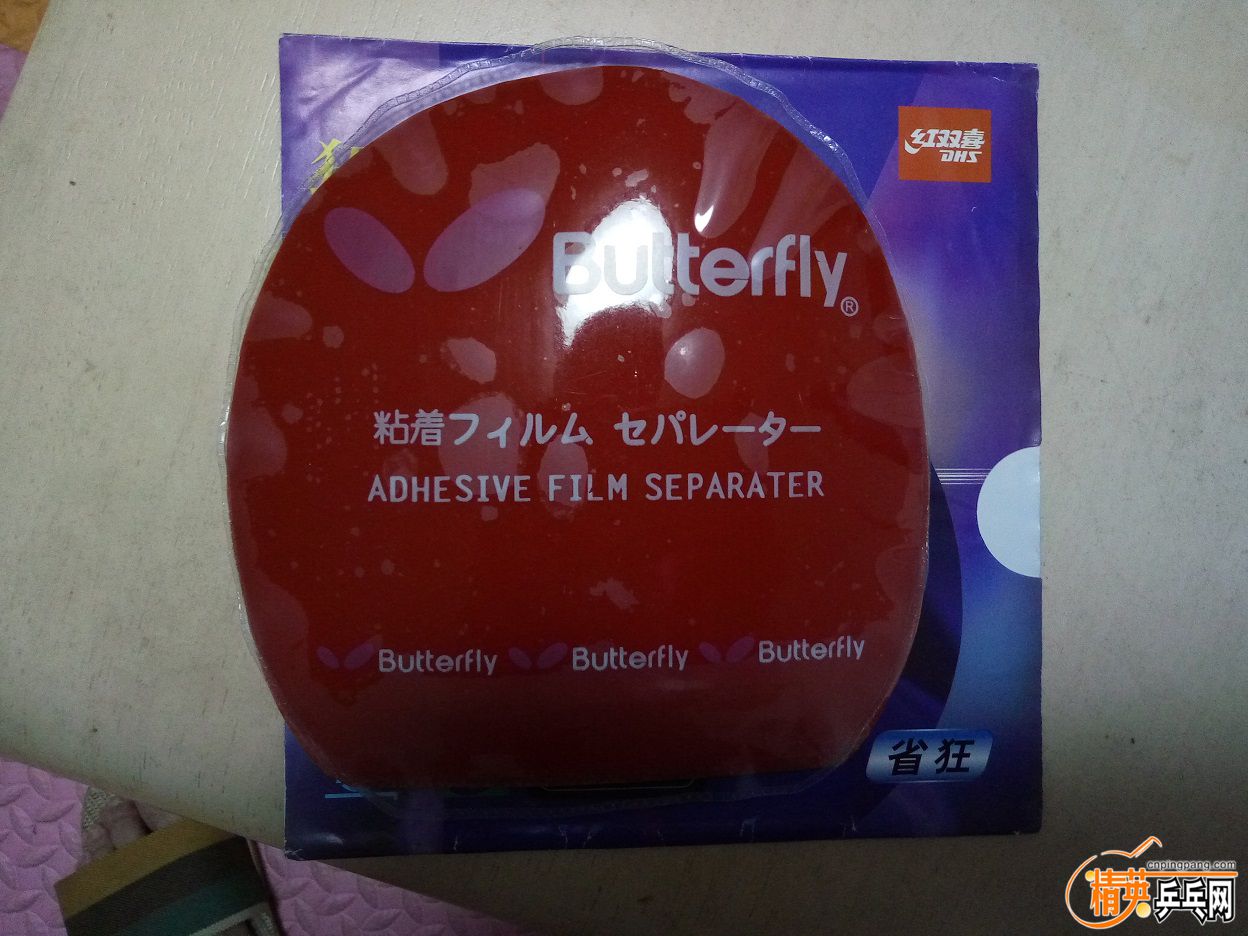 红双喜
DHS
Butterfly®
粘着フィルム セパレーター
ADHESIVE FILM SEPARATER
Butterfly Butterfly Butterfly
省狂
cnpingpang.com
精英乒乓网